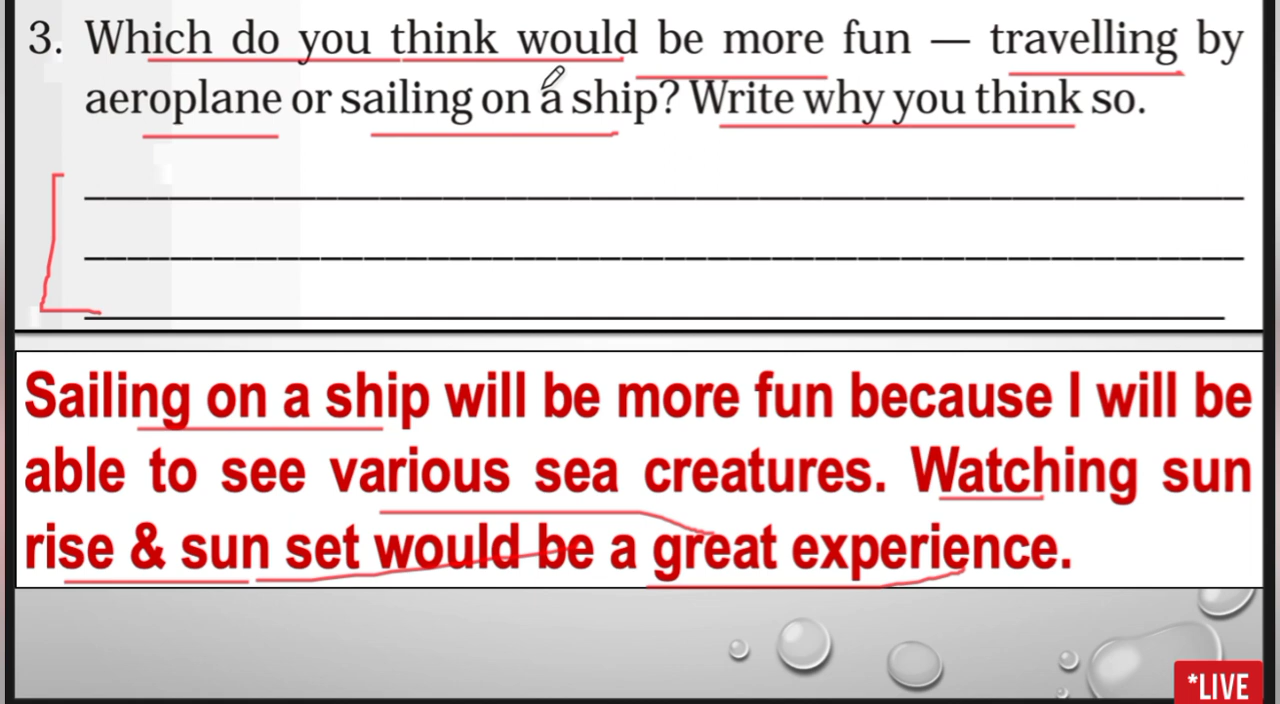 3. Which do you think would be more fun — travelling by
aeroplane or sailing on a ship? Write why you think so.
Sailing on a ship will be more fun because I will be
able to see various sea creatures. Watching sun
rise & sun set would be a great experience.
*LIVE